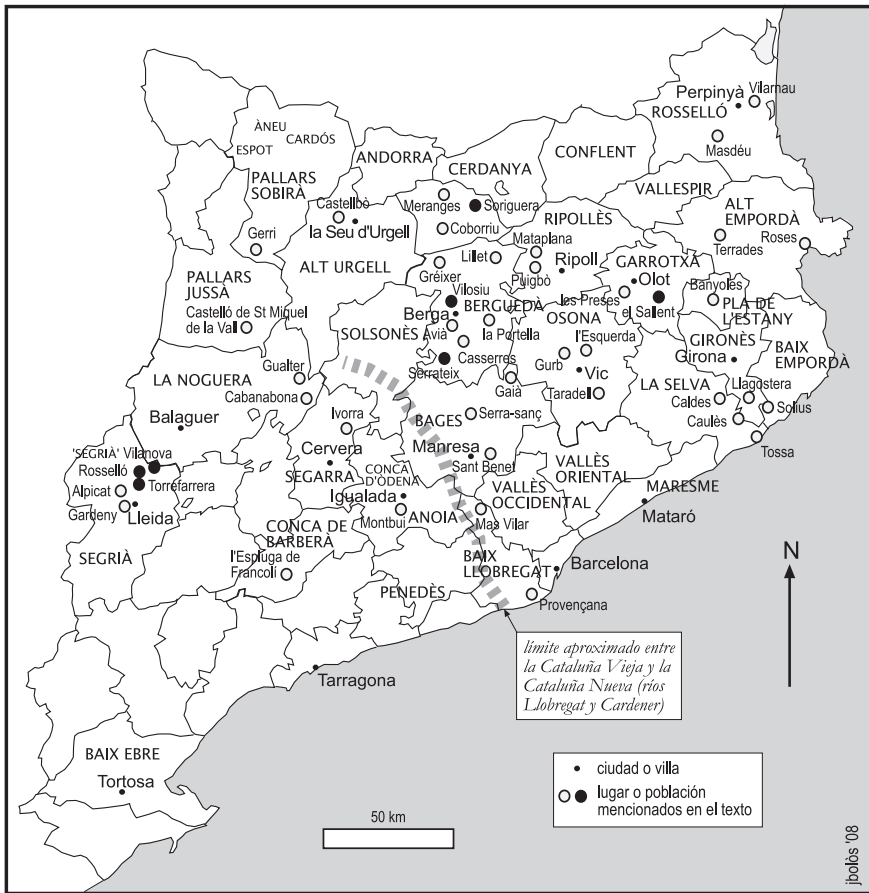 Perpinyà
Vilarnau
ROSSELLÓ
Masdéu
ÀNEU
CARDÓS
ESPOT
ANDORRA
CERDANYA
CONFLENT
PALLARS
SOBIRÀ
VALLESPIR
Castellbò
la Seu d'Urgell
Meranges
Soriguera
Coborriu
RIPOLLÈS
ALT
EMPORDÀ
Terrades
Roses
Gerri
Mataplana
Ripoll
Puigbò
Lillet
Gréixer
ALT URGELL
GARROTXA
Olot
Banyoles
PALLARS
JUSSÀ
Vilosiu
Berga
BERGUEDÀ
les Preses
el Sallent
PLA DE
L'ESTANY
Castelló de St Miquel
de la Val
SOLSONÈS
Avià
la Portella
OSONA
l'Esquerda
GIRONÈS
Girona
BAIX
EMPORDÀ
Casserres
Serrateix
Gurb
Vic
Taradell
Gualter
LA NOGUERA
Cabanabona
Gaià
LA SELVA
Caldes
Llagostera
Solius
Caulès
Tossa
Balaguer
Ivorra
BAGES
Serra-sanç
Cervera
Manresa
Sant Benet
'SEGRIÀ'
Vilanova
Rosselló
Torrefarrera
Alpicat
Gardeny
Lleida
SEGARRA
CONCA
D'ÒDENA
Igualada
Montbui
ANOIA
VALLÈS
ORIENTAL
VALLÈS
OCCIDENTAL
MARESME
Mataró
Mas Vilar
SEGRIÀ
CONCA DE
BARBERÀ
l'Espluga de
Francolí
BAIX
LLOBREGAT
Barcelona
Provençana
PENEDÈS
N
límite aproximado entre
la Cataluña Vieja y la
Cataluña Nueva (ríos
Llobregat y Cardener)
Tarragona
BAIX EBRE
Tortosa
ciudad o villa
lugar o población
mencionados en el texto
50 km
jbolòs '08